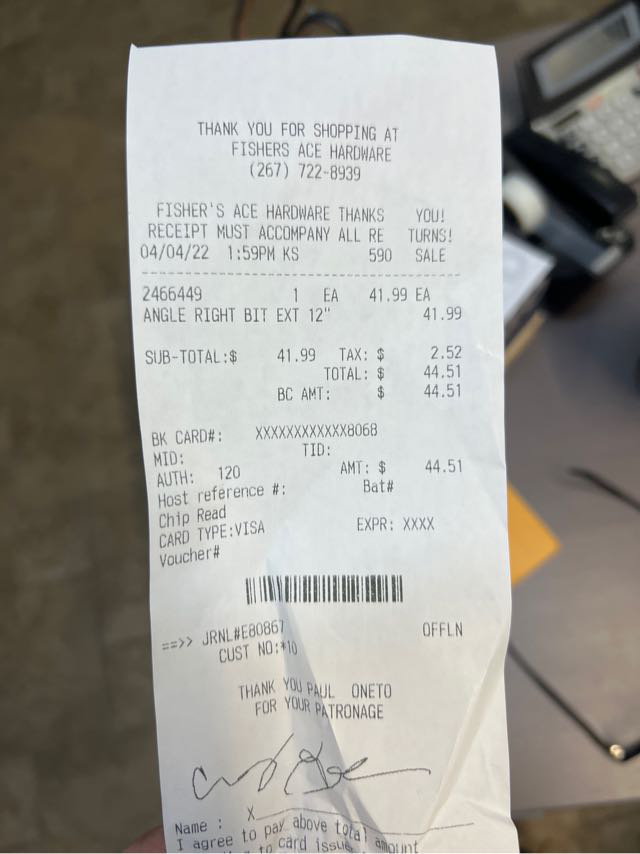 THANK YOU FOR SHOPPING AT
FISHERS ACE HARDWARE
(267) 722-8939
FISHER'S ACE HARDWARE THANKS YOU!
RECEIPT MUST ACCOMPANY ALL RE TURNS!
04/04/22 1:59PM KS 590 SALE
2466449 1 EA 41.99 EA
ANGLE RIGHT BIT EXT 12" 41.99
SUB-TOTAL:$ 41.99 TAX: $ 2.52
TOTAL: $ 44.51
BC AMT: $ 44.51
BK CARD#: XXXXXXXXXXXX8068
MID: TID:
AUTH: 120 AMT: $ 44.51
Host reference #: Bat#
Chip Read
CARD TYPE:VISA EXPR: XXXX
Voucher#
==>> JRNL#E80867 OFFLN
CUST NO:*10
THANK YOU PAUL ONETO
FOR YOUR PATRONAGE
Name : X
I agree to pay above total amount
to card issue